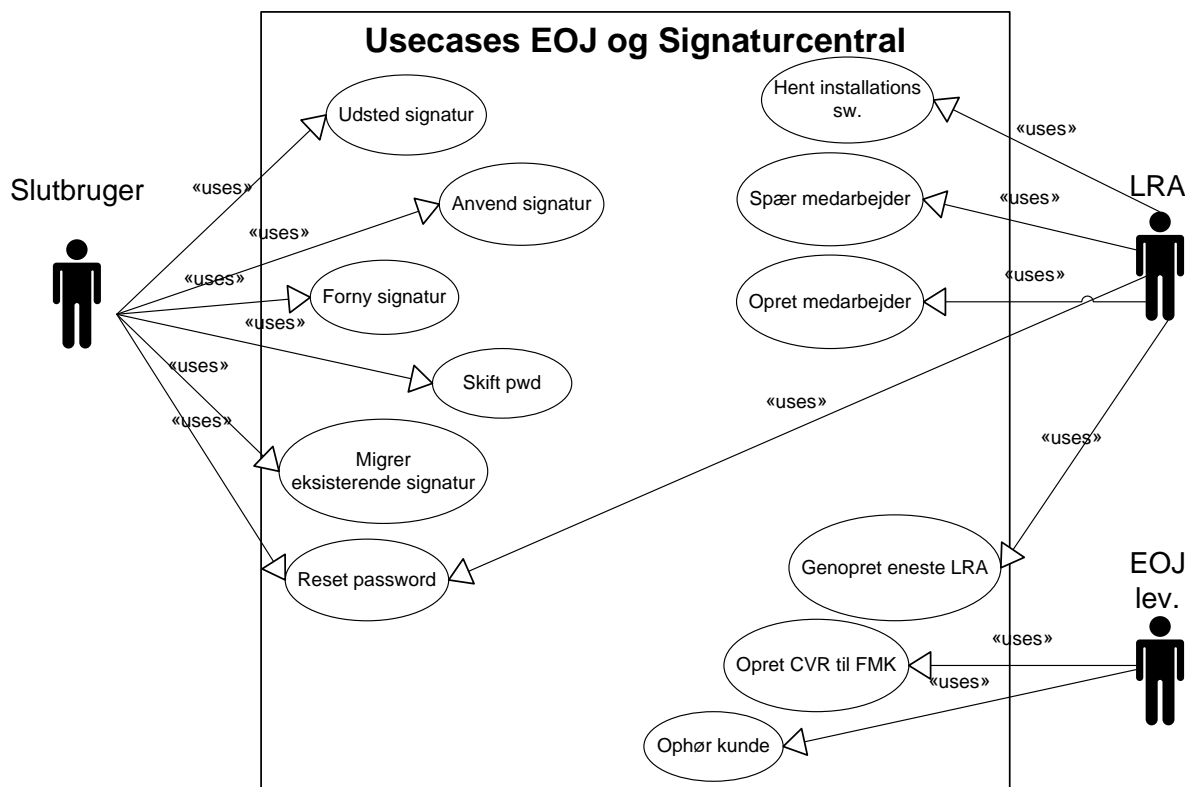 Usecases EOJ og Signaturcentral
Slutbruger
«uses»
«uses»
«uses»
«uses»
«uses»
«uses»
Udsted signatur
Anvend signatur
Forny signatur
Skift pwd
Migrer
eksisterende signatur
Reset password
Hent installations
sw.
Spær medarbejder
Opret medarbejder
Genopret eneste LRA
Opret CVR til FMK
Ophør kunde
LRA
«uses»
«uses»
«uses»
«uses»
«uses»
EOJ
lev.
«uses»
«uses»